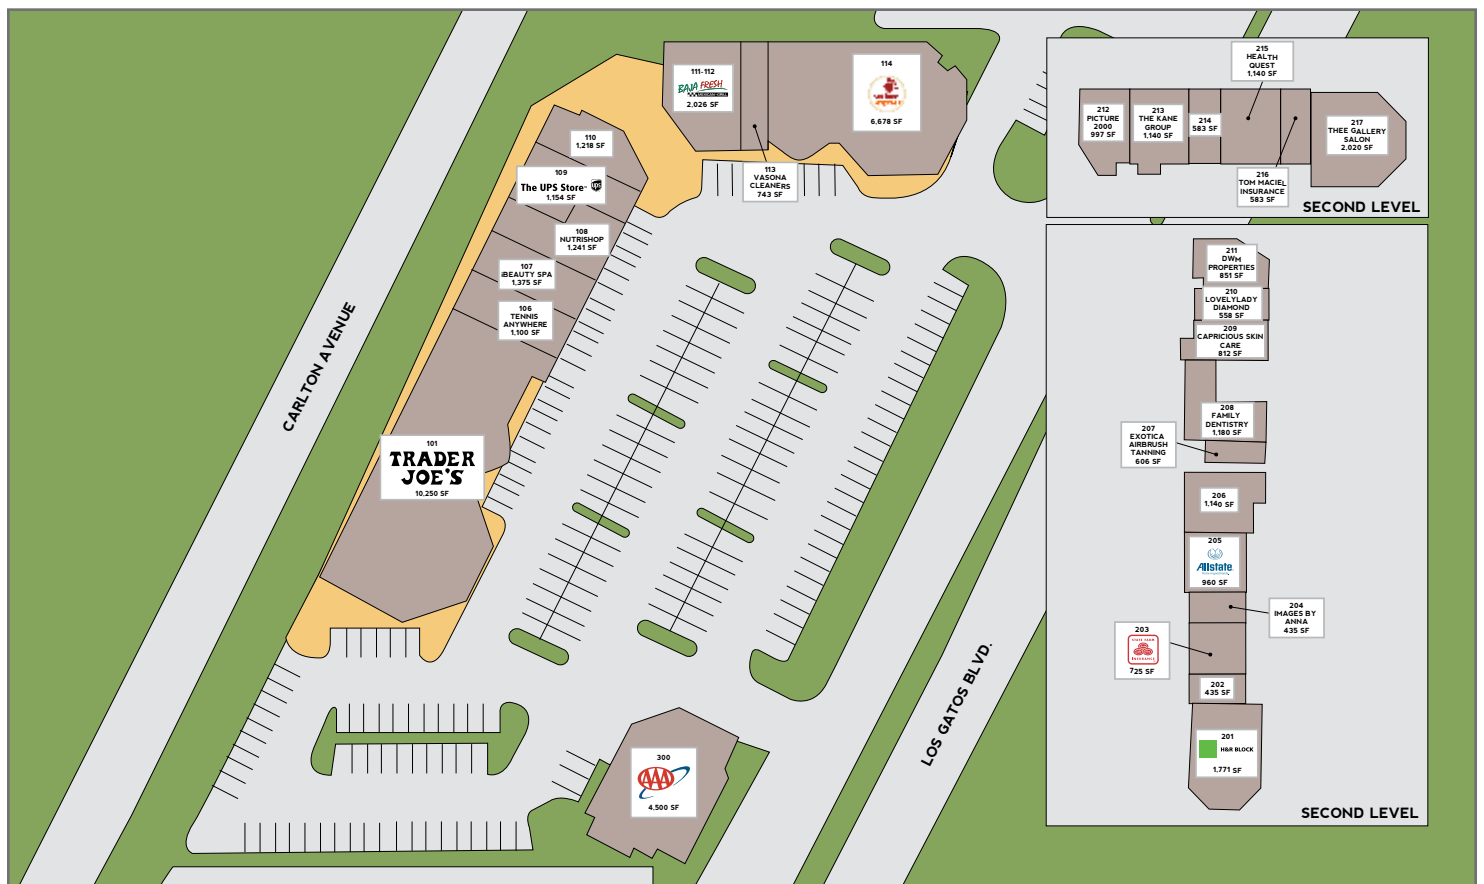 CARLTON AVENUE
LOS GATOS BLVD.
111-112
BAJA FRESH
MEXICAN GRILL
2,026 SF
114
6,678 SF
113
VASONA
CLEANERS
743 SF
110
1,218 SF
109
The UPS Store
ups
1,154 SF
108
NUTRISHOP
1,241 SF
107
iBEAUTY SPA
1,375 SF
106
TENNIS
ANYWHERE
1,100 SF
101
TRADER
JOE'S
10,250 SF
300
AAA
4,500 SF
215
HEALTH
QUEST
1,140 SF
212
PICTURE
2000
997 SF
213
THE KANE
GROUP
1,140 SF
214
583 SF
217
THEE GALLERY
SALON
2,020 SF
216
TOM MACIEL
INSURANCE
583 SF
SECOND LEVEL
211
DWM
PROPERTIES
851 SF
210
LOVELYLADY
DIAMOND
558 SF
209
CAPRICIOUS SKIN
CARE
812 SF
208
FAMILY
DENTISTRY
1,180 SF
207
EXOTICA
AIRBRUSH
TANNING
606 SF
206
1,140 SF
205
Allstate
960 SF
204
IMAGES BY
ANNA
435 SF
203
STATE FARM
INSURANCE
725 SF
202
435 SF
201
H&R BLOCK
1,771 SF
SECOND LEVEL